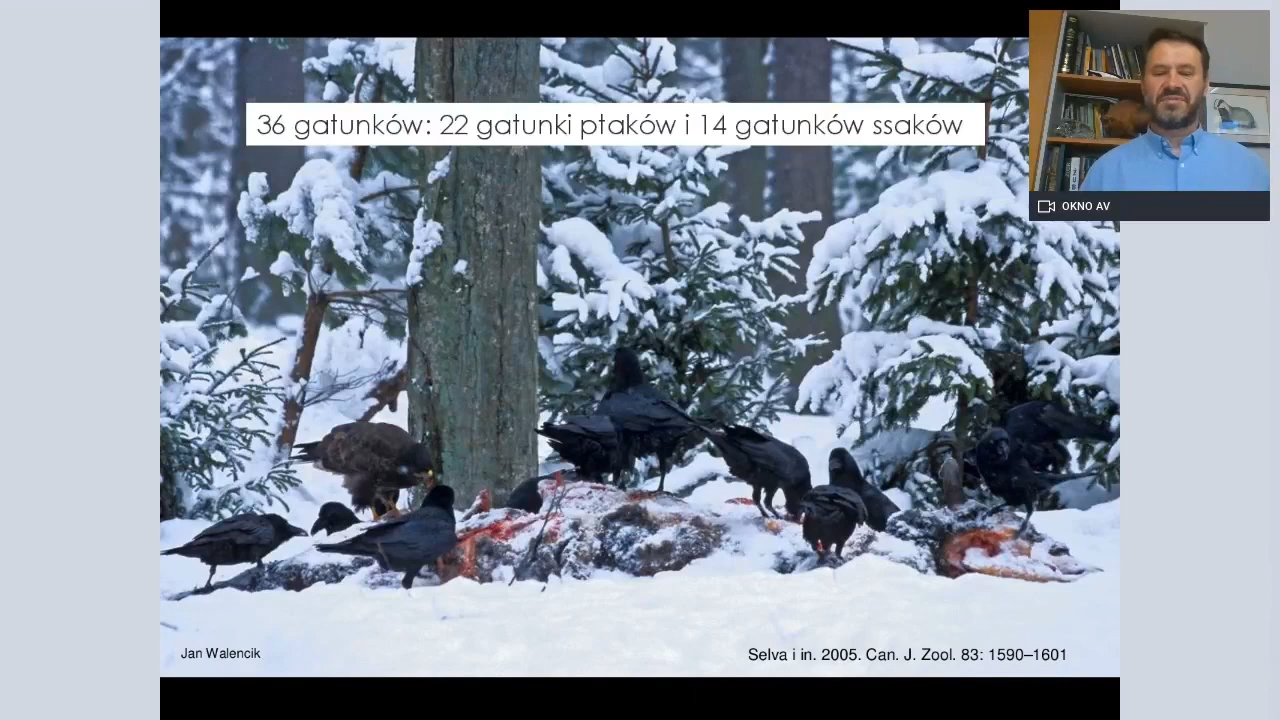 36 gatunków: 22 gatunki ptaków i 14 gatunków ssaków
OKNO AV
Jan Walencik
Selva i in. 2005. Can. J. Zool. 83: 1590–1601